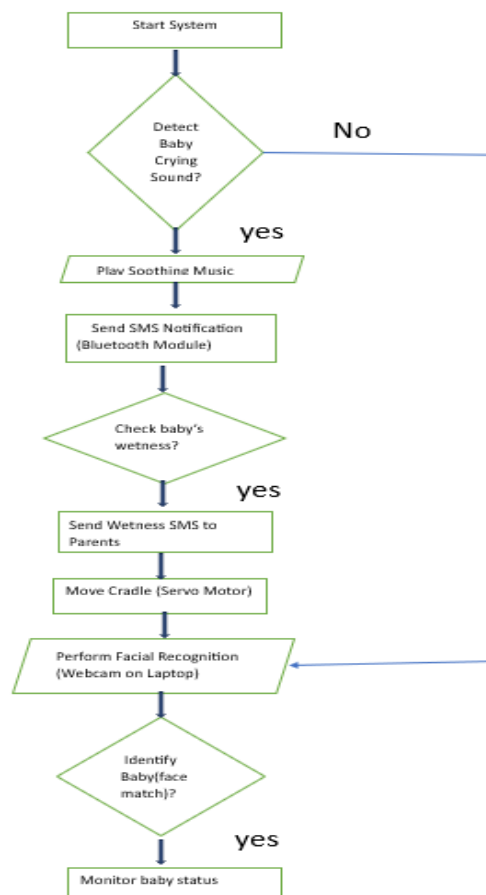 Start System
Detect
Baby
Crying
Sound?
No
yes
Play Soothing Music
Send SMS Notification
(Bluetooth Module)
Check baby's
wetness?
yes
Send Wetness SMS to
Parents
Move Cradle (Servo Motor)
Perform Facial Recognition
(Webcam on Laptop)
Identify
Baby(face
match)?
yes
Monitor baby status